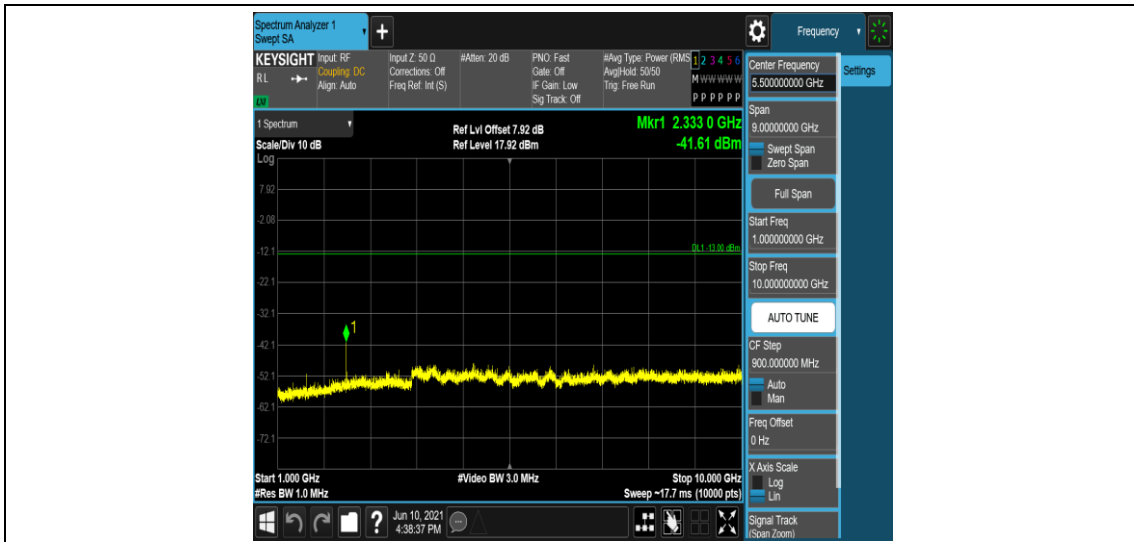 Spectrum Analyzer 1
Swept SA
+
Frequency
KEYSIGHT
RL
LXI
Input: RF
Coupling: DC
Align: Auto
Input Z: 50 Ω
Corrections: Off
Freq Ref: Int (S)
#Atten: 20 dB
PNO: Fast
Gate: Off
IF Gain: Low
Sig Track: Off
#Avg Type: Power (RMS
Avg|Hold: 50/50
Trig: Free Run
1 2 3 4 5 6
M W W W W W
P P P P P P
Center Frequency
5.500000000 GHz
Settings
1 Spectrum
Ref Lvl Offset 7.92 dB
Mkr1 2.333 0 GHz
Scale/Div 10 dB
Ref Level 17.92 dBm
-41.61 dBm
Log
7.92
-2.08
-12.1
DL1 -13.00 dBm
-22.1
-32.1
1
-42.1
-52.1
-62.1
-72.1
Start 1.000 GHz
#Video BW 3.0 MHz
Stop 10.000 GHz
#Res BW 1.0 MHz
Sweep ~17.7 ms (10000 pts)
Span
9.00000000 GHz
Swept Span
Zero Span
Full Span
Start Freq
1.000000000 GHz
Stop Freq
10.000000000 GHz
AUTO TUNE
CF Step
900.000000 MHz
Auto
Man
Freq Offset
0 Hz
X Axis Scale
Log
Lin
Signal Track
(Span Zoom)
?
Jun 10, 2021
4:38:37 PM